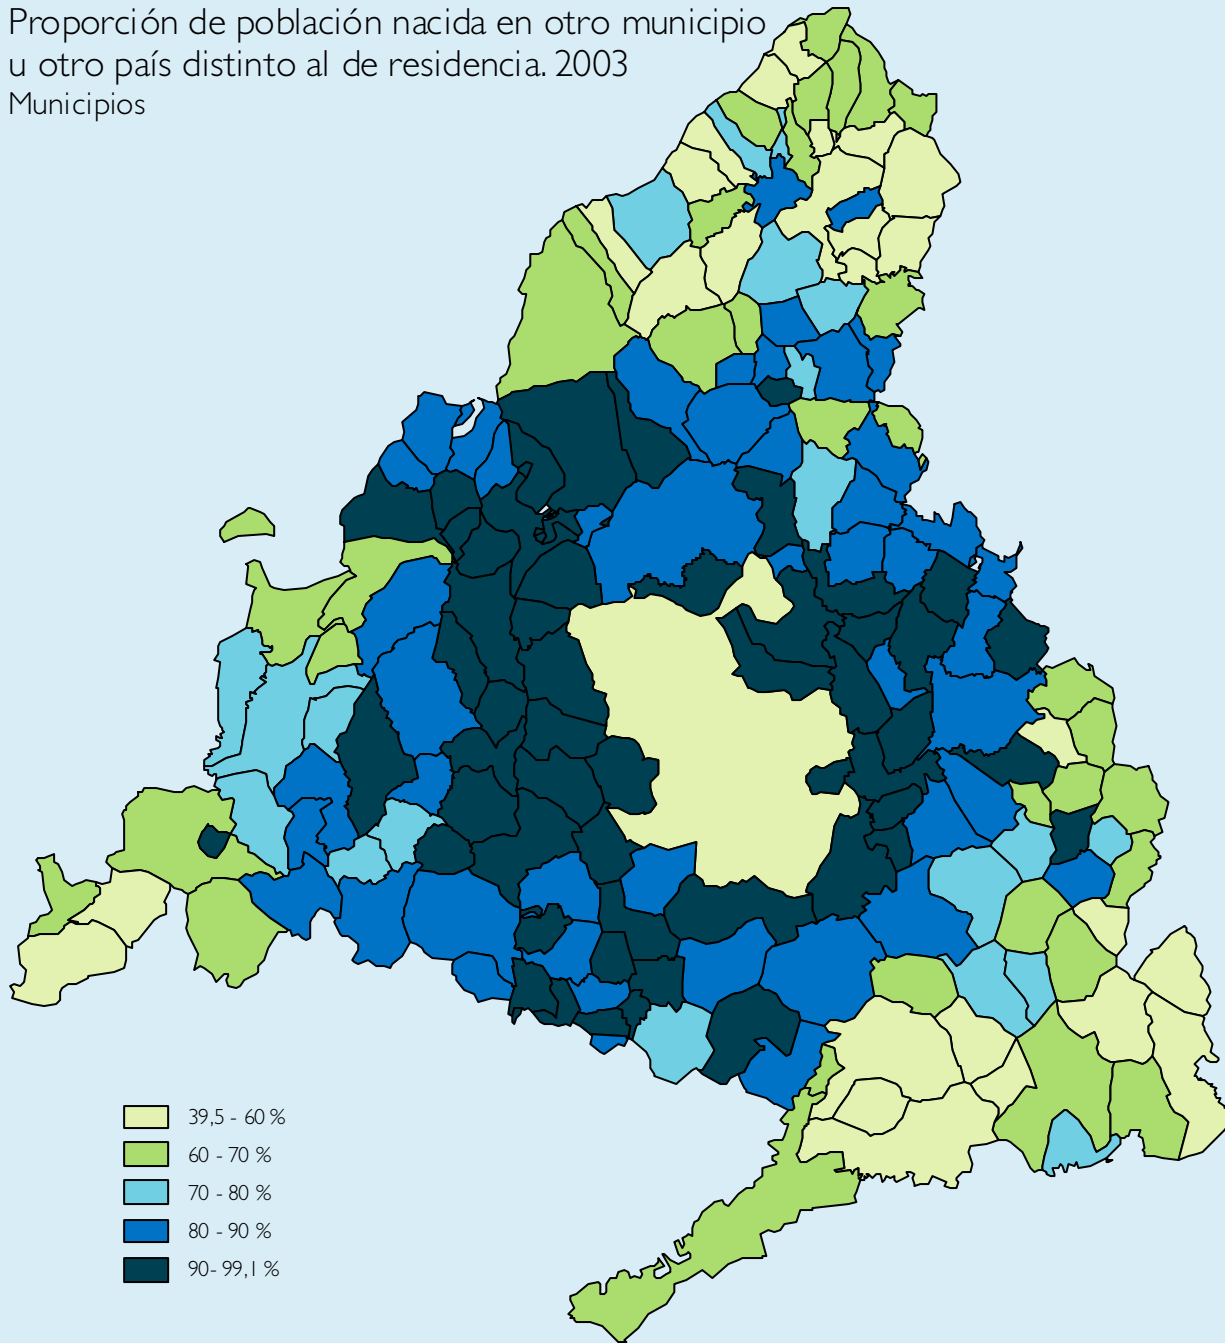 Proporción de población nacida en otro municipio
u otro país distinto al de residencia. 2003
Municipios
39,5 - 60 %
60 - 70 %
70 - 80 %
80 - 90 %
90- 99,1 %